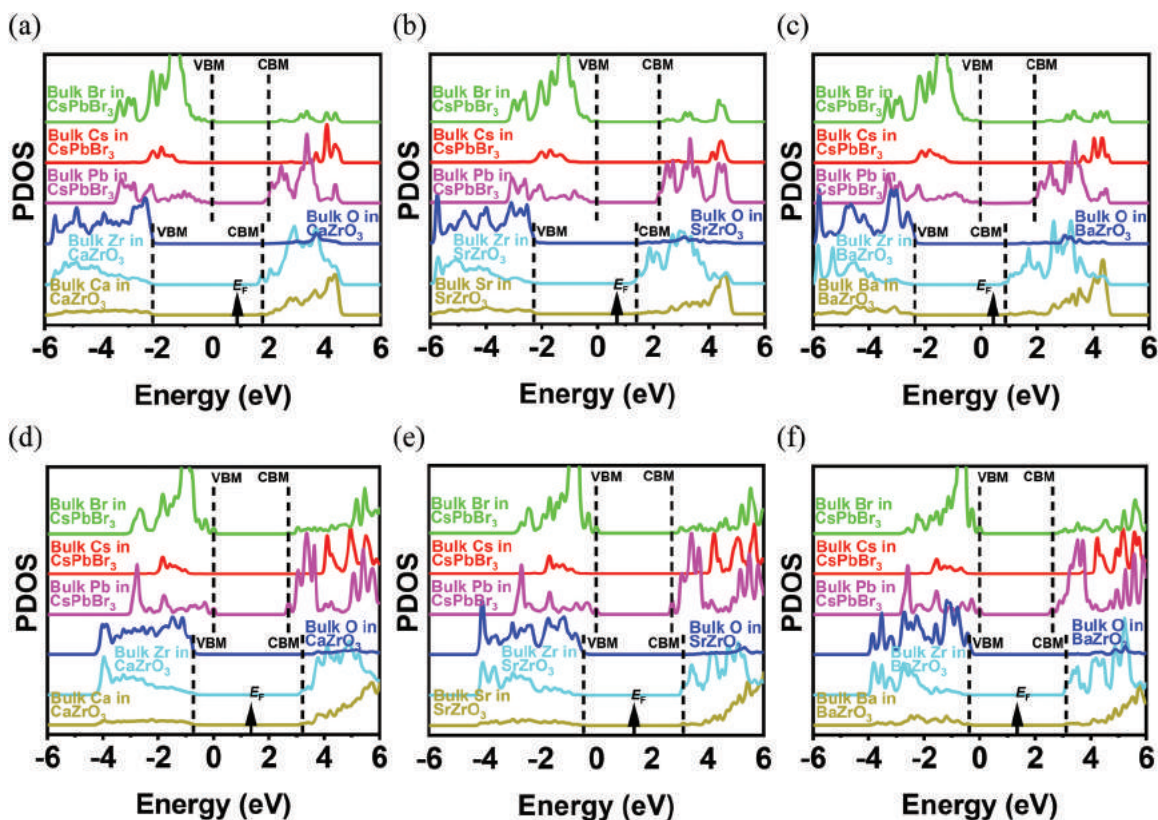 (a)
PDOS
VBM
CBM
Bulk Br in
CsPbBr3
Bulk Cs in
CsPbBr3
Bulk Pb in
CsPbBr3
Bulk O in
CaZrO3
VBM
CBM
Bulk Zr in
CaZrO3
EF
Bulk Ca in
CaZrO3
-6 -4 -2 0 2 4 6
Energy (eV)
(b)
PDOS
VBM
CBM
Bulk Br in
CsPbBr3
Bulk Cs in
CsPbBr3
Bulk Pb in
CsPbBr3
Bulk O in
SrZrO3
VBM
CBM
Bulk Zr in
SrZrO3
EF
Bulk Sr in
SrZrO3
-6 -4 -2 0 2 4 6
Energy (eV)
(c)
PDOS
VBM
CBM
Bulk Br in
CsPbBr3
Bulk Cs in
CsPbBr3
Bulk Pb in
CsPbBr3
Bulk O in
BaZrO3
VBM
CBM
Bulk Zr in
BaZrO3
EF
Bulk Ba in
BaZrO3
-6 -4 -2 0 2 4 6
Energy (eV)
(d)
PDOS
VBM
CBM
Bulk Br in
CsPbBr3
Bulk Cs in
CsPbBr3
Bulk Pb in
CsPbBr3
Bulk O in
CaZrO3
VBM
CBM
Bulk Zr in
CaZrO3
EF
Bulk Ca in
CaZrO3
-6 -4 -2 0 2 4 6
Energy (eV)
(e)
PDOS
VBM
CBM
Bulk Br in
CsPbBr3
Bulk Cs in
CsPbBr3
Bulk Pb in
CsPbBr3
Bulk O in
SrZrO3
VBM
CBM
Bulk Zr in
SrZrO3
EF
Bulk Sr in
SrZrO3
-6 -4 -2 0 2 4 6
Energy (eV)
(f)
PDOS
VBM
CBM
Bulk Br in
CsPbBr3
Bulk Cs in
CsPbBr3
Bulk Pb in
CsPbBr3
Bulk O in
BaZrO3
VBM
CBM
Bulk Zr in
BaZrO3
EF
Bulk Ba in
BaZrO3
-6 -4 -2 0 2 4 6
Energy (eV)